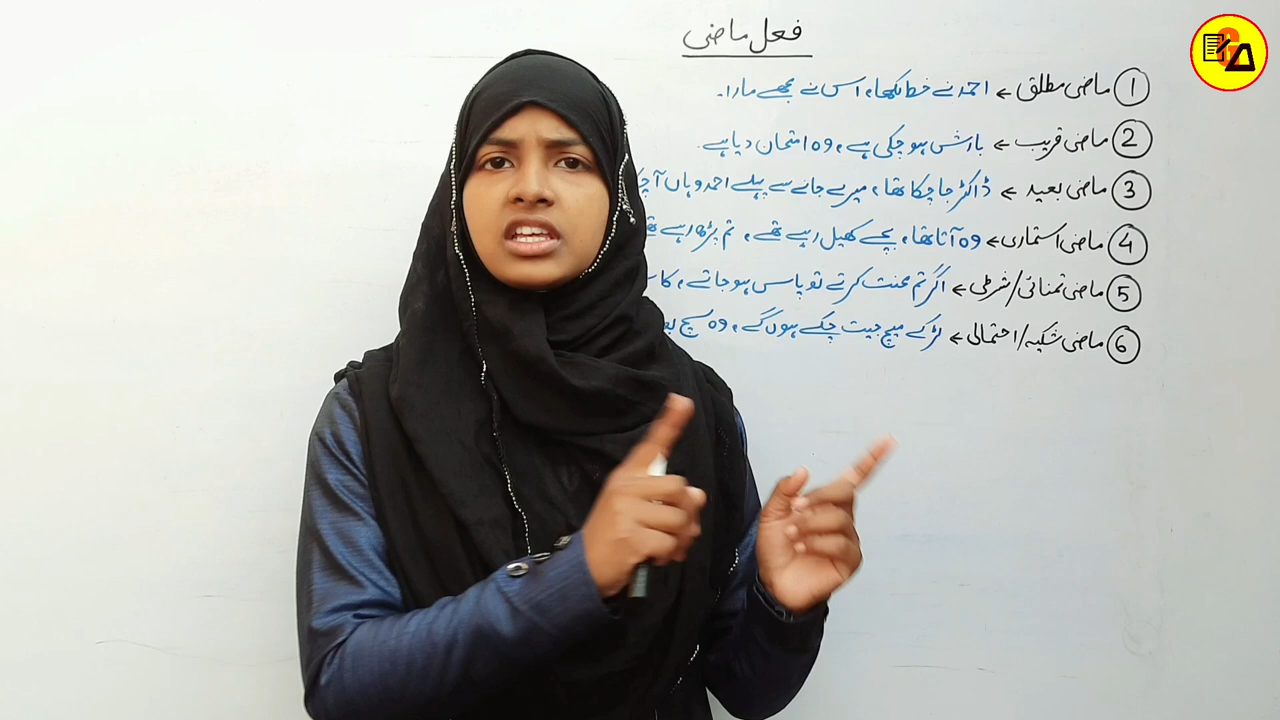 فعل ماضی
① ماضی مطلق ← احمد نے خط لکھا، اس نے مجھے مارا۔
② ماضی قریب ← بارش ہو چکی ہے، وہ امتحان دیا ہے۔
③ ماضی بعید ← ڈاکٹر جا چکا تھا، میرے جانے سے پہلے احمد وہاں آ
④ ماضی استمراری ← وہ آتا تھا، بچے کھیل رہے تھے، تم پڑھ رہے
⑤ ماضی تمنائی/شرطی ← اگر تم محنت کرتے تو پاس ہو جاتے،
⑥ ماضی شکیہ/احتمالی ← لڑکے میچ جیت چکے ہوں گے، وہ سچ